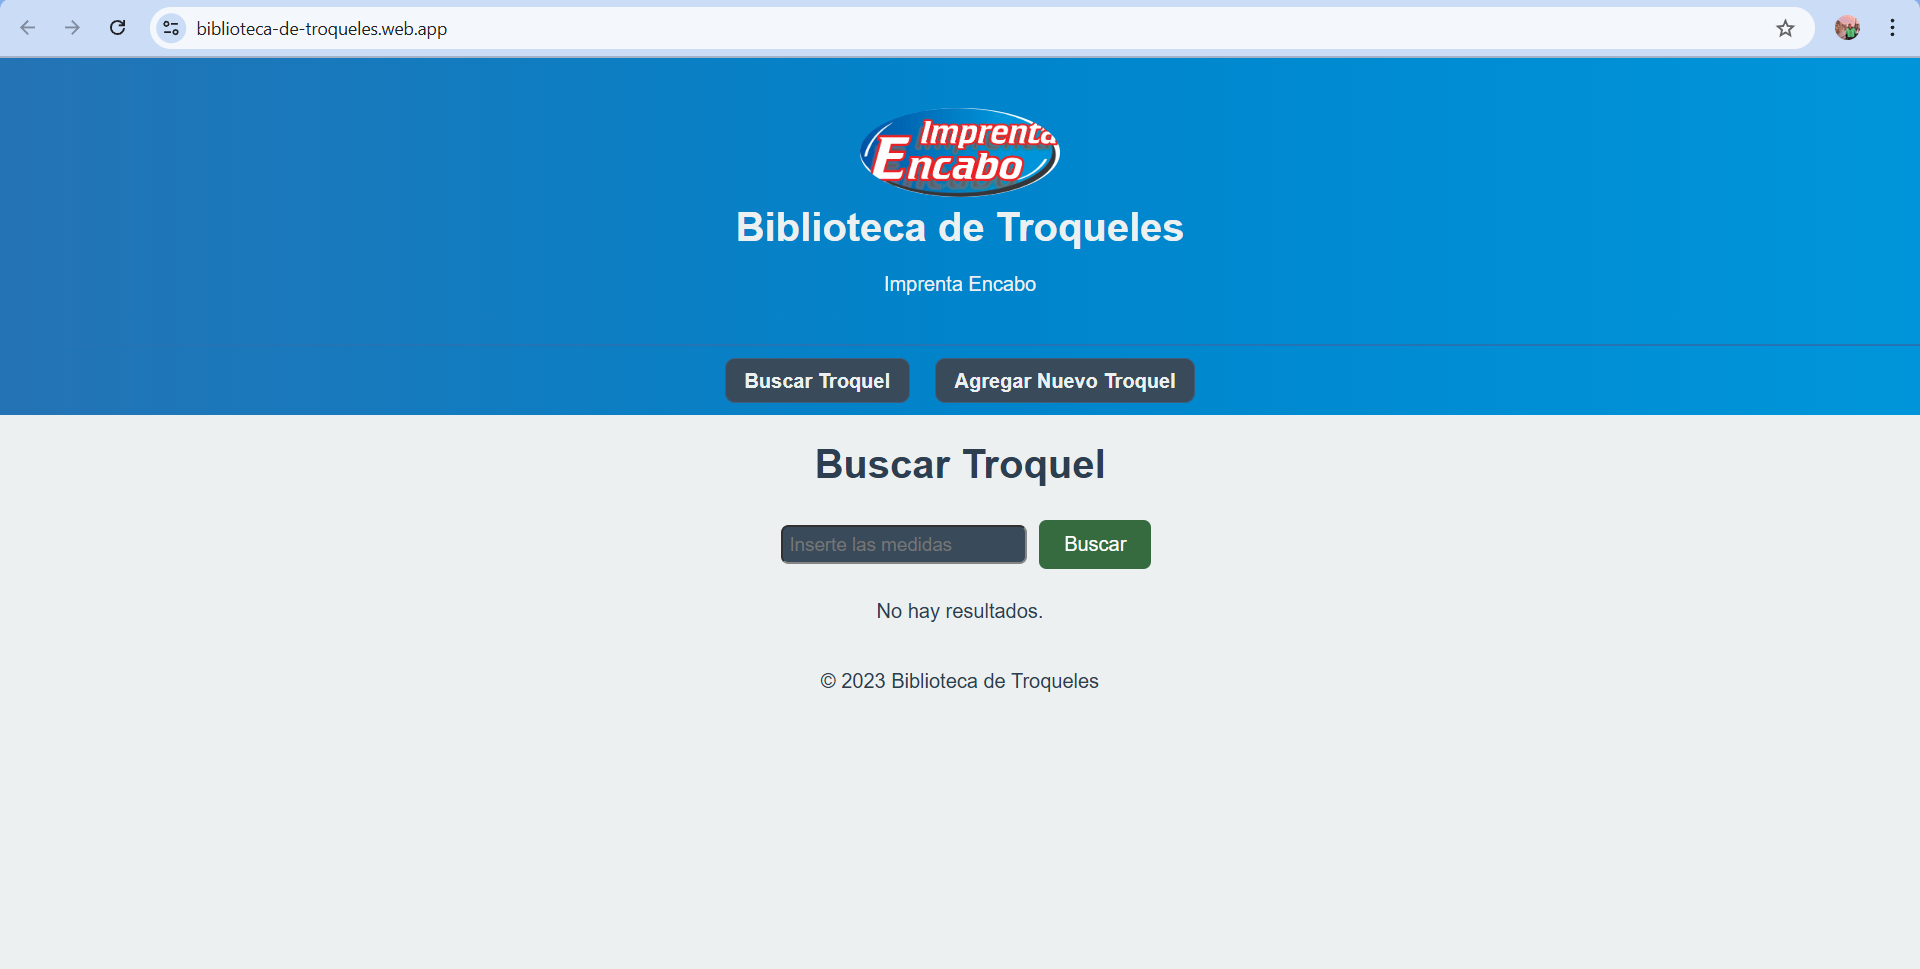 biblioteca-de-troqueles.web.app
Imprenta
Encabo
Biblioteca de Troqueles
Imprenta Encabo
Buscar Troquel
Agregar Nuevo Troquel
Buscar Troquel
Inserte las medidas
Buscar
No hay resultados.
© 2023 Biblioteca de Troqueles